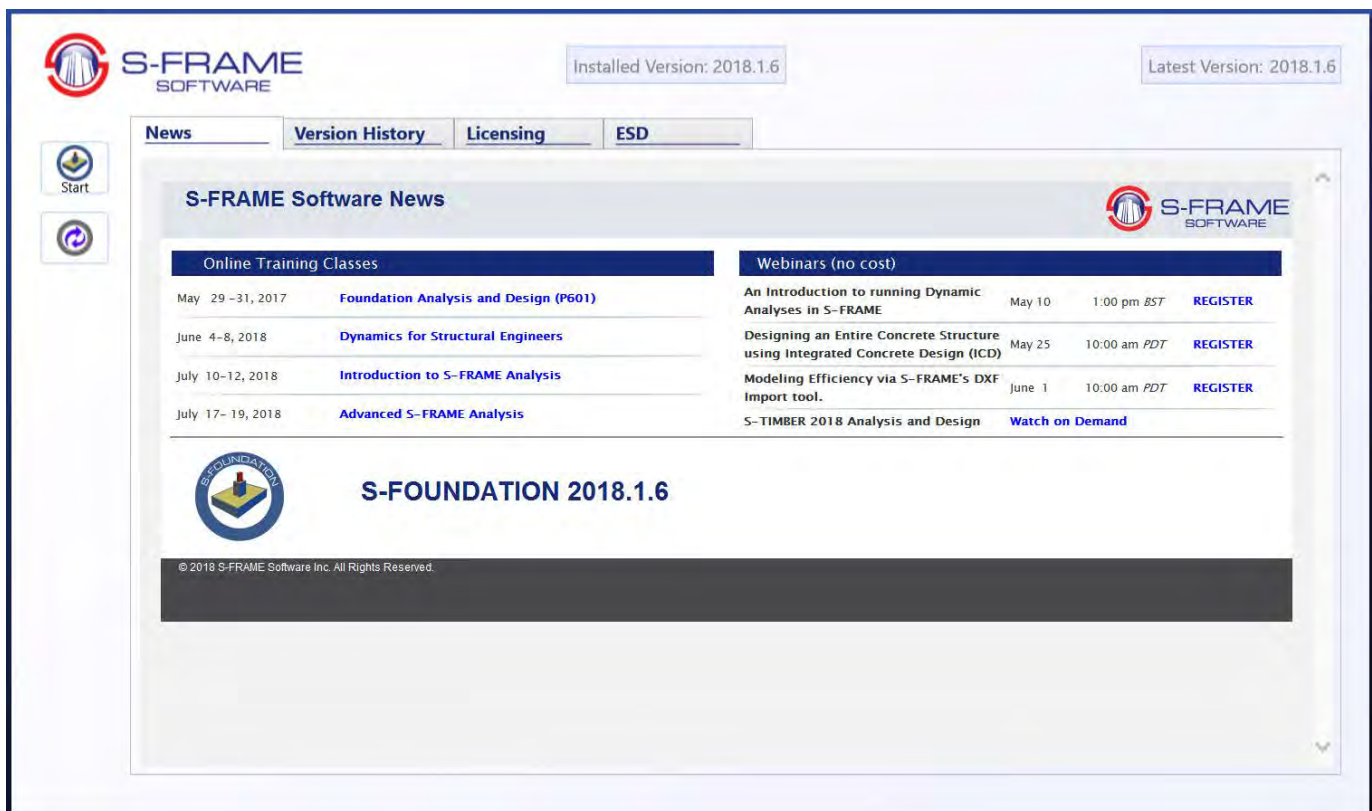 S-FRAME
SOFTWARE
Installed Version: 2018.1.6
Latest Version: 2018.1.6
News
Version History
Licensing
ESD
Start
S-FRAME Software News
S-FRAME
SOFTWARE
Online Training Classes
May 29 -31, 2017 Foundation Analysis and Design (P601)
June 4-8, 2018 Dynamics for Structural Engineers
July 10-12, 2018 Introduction to S-FRAME Analysis
July 17- 19, 2018 Advanced S-FRAME Analysis
Webinars (no cost)
An Introduction to running Dynamic
Analyses in S-FRAME
May 10 1:00 pm BST REGISTER
Designing an Entire Concrete Structure
using Integrated Concrete Design (ICD)
May 25 10:00 am PDT REGISTER
Modeling Efficiency via S-FRAME's DXF
Import tool.
June 1 10:00 am PDT REGISTER
S-TIMBER 2018 Analysis and Design Watch on Demand
S-FOUNDATION
S-FOUNDATION 2018.1.6
© 2018 S-FRAME Software Inc. All Rights Reserved.